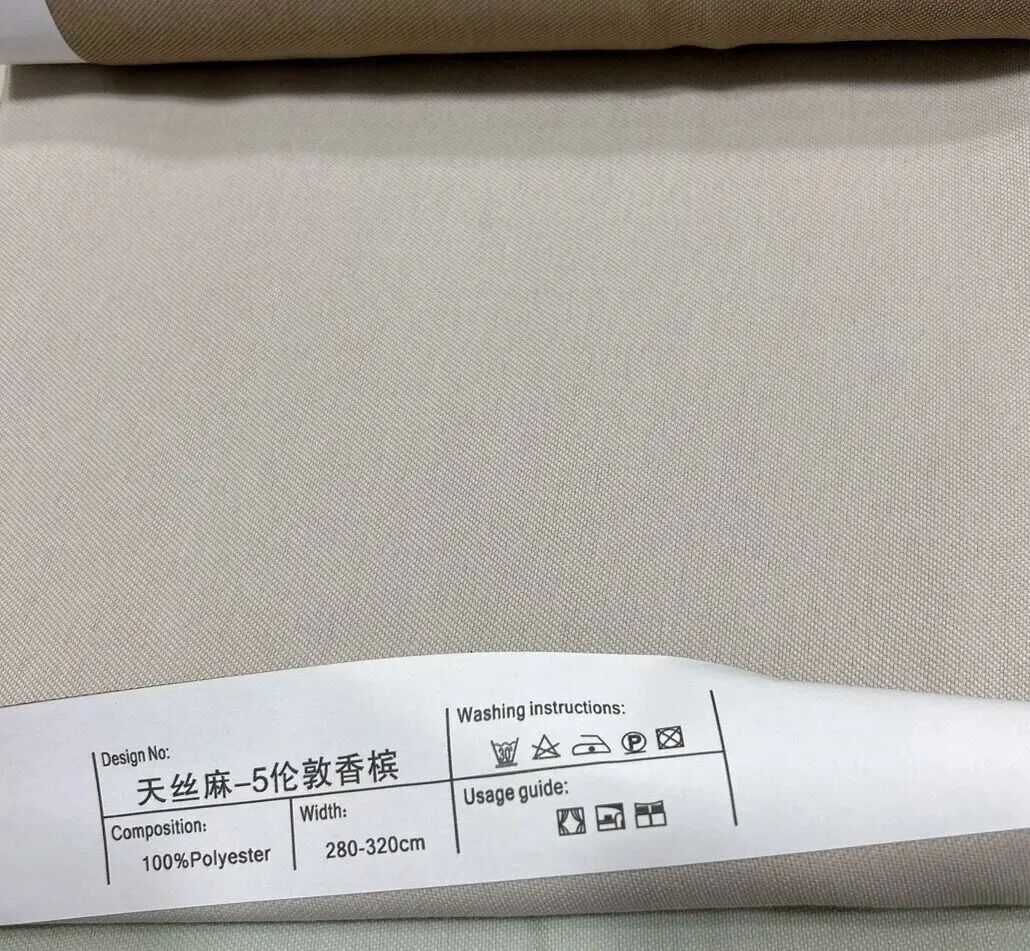 Design No:
天丝麻-5伦敦香槟
Composition:
100%Polyester
Width:
280-320cm
Washing instructions:
30°
P
Usage guide: